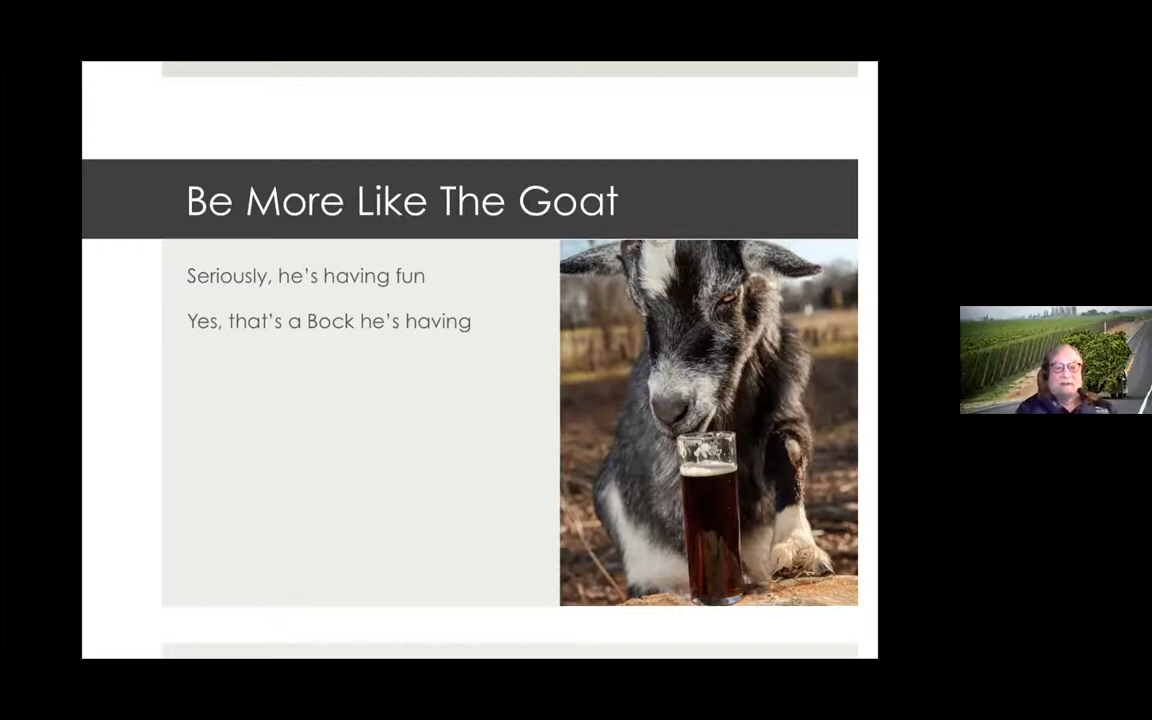 Be More Like The Goat
Seriously, he's having fun
Yes, that's a Bock he's having